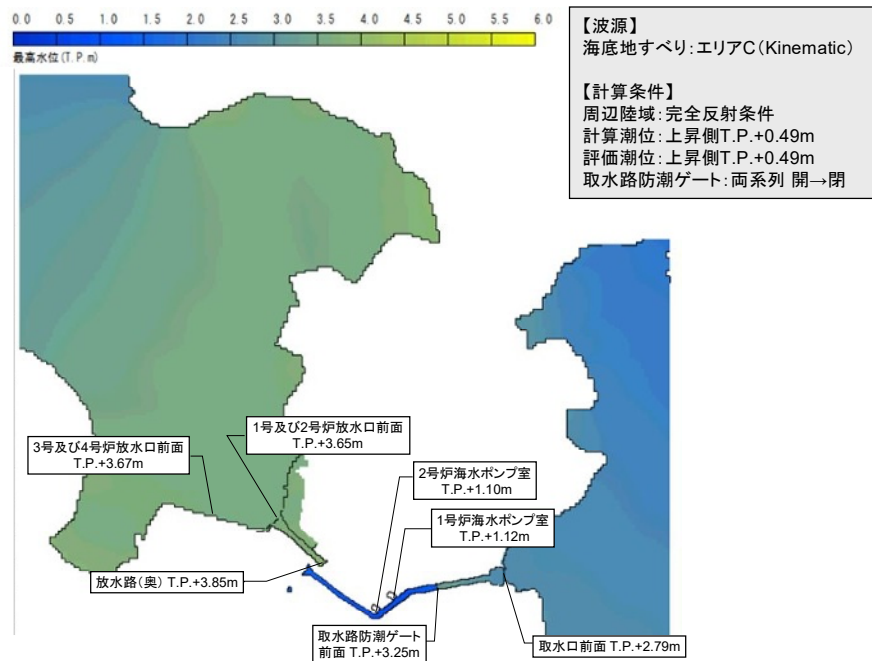 0.0 0.5 1.0 1.5 2.0 2.5 3.0 3.5 4.0 4.5 5.0 5.5 6.0
最高水位(T.P.m)
【波源】
海底地すべり:エリアC(Kinematic)
【計算条件】
周辺陸域:完全反射条件
計算潮位:上昇側T.P.+0.49m
評価潮位:上昇側T.P.+0.49m
取水路防潮ゲート:両系列 開→閉
1号及び2号炉放水口前面
T.P.+3.65m
3号及び4号炉放水口前面
T.P.+3.67m
2号炉海水ポンプ室
T.P.+1.10m
1号炉海水ポンプ室
T.P.+1.12m
放水路(奥) T.P.+3.85m
取水路防潮ゲート
前面 T.P.+3.25m
取水口前面 T.P.+2.79m